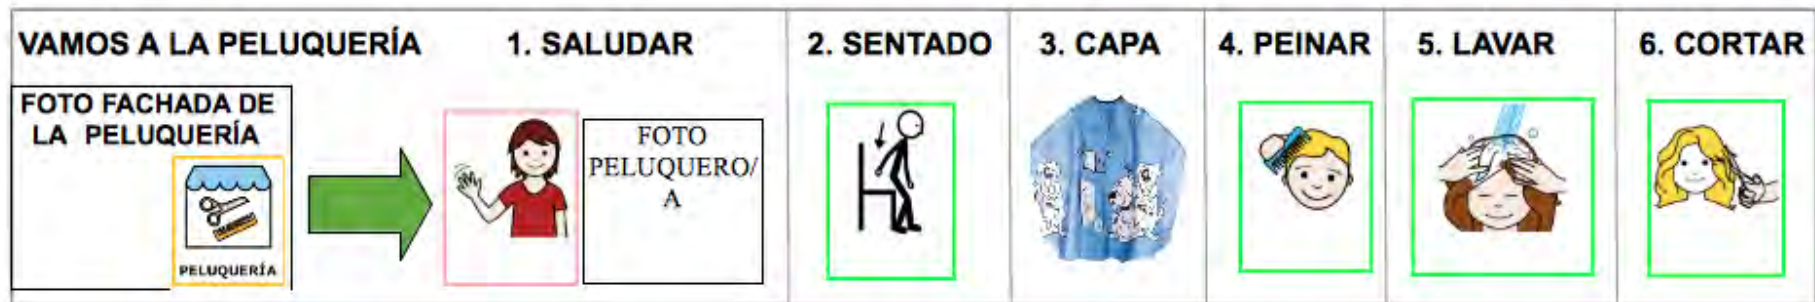 VAMOS A LA PELUQUERÍA
FOTO FACHADA DE
LA PELUQUERÍA
PELUQUERÍA
1. SALUDAR
FOTO
PELUQUERO/
A
2. SENTADO
3. CAPA
4. PEINAR
5. LAVAR
6. CORTAR